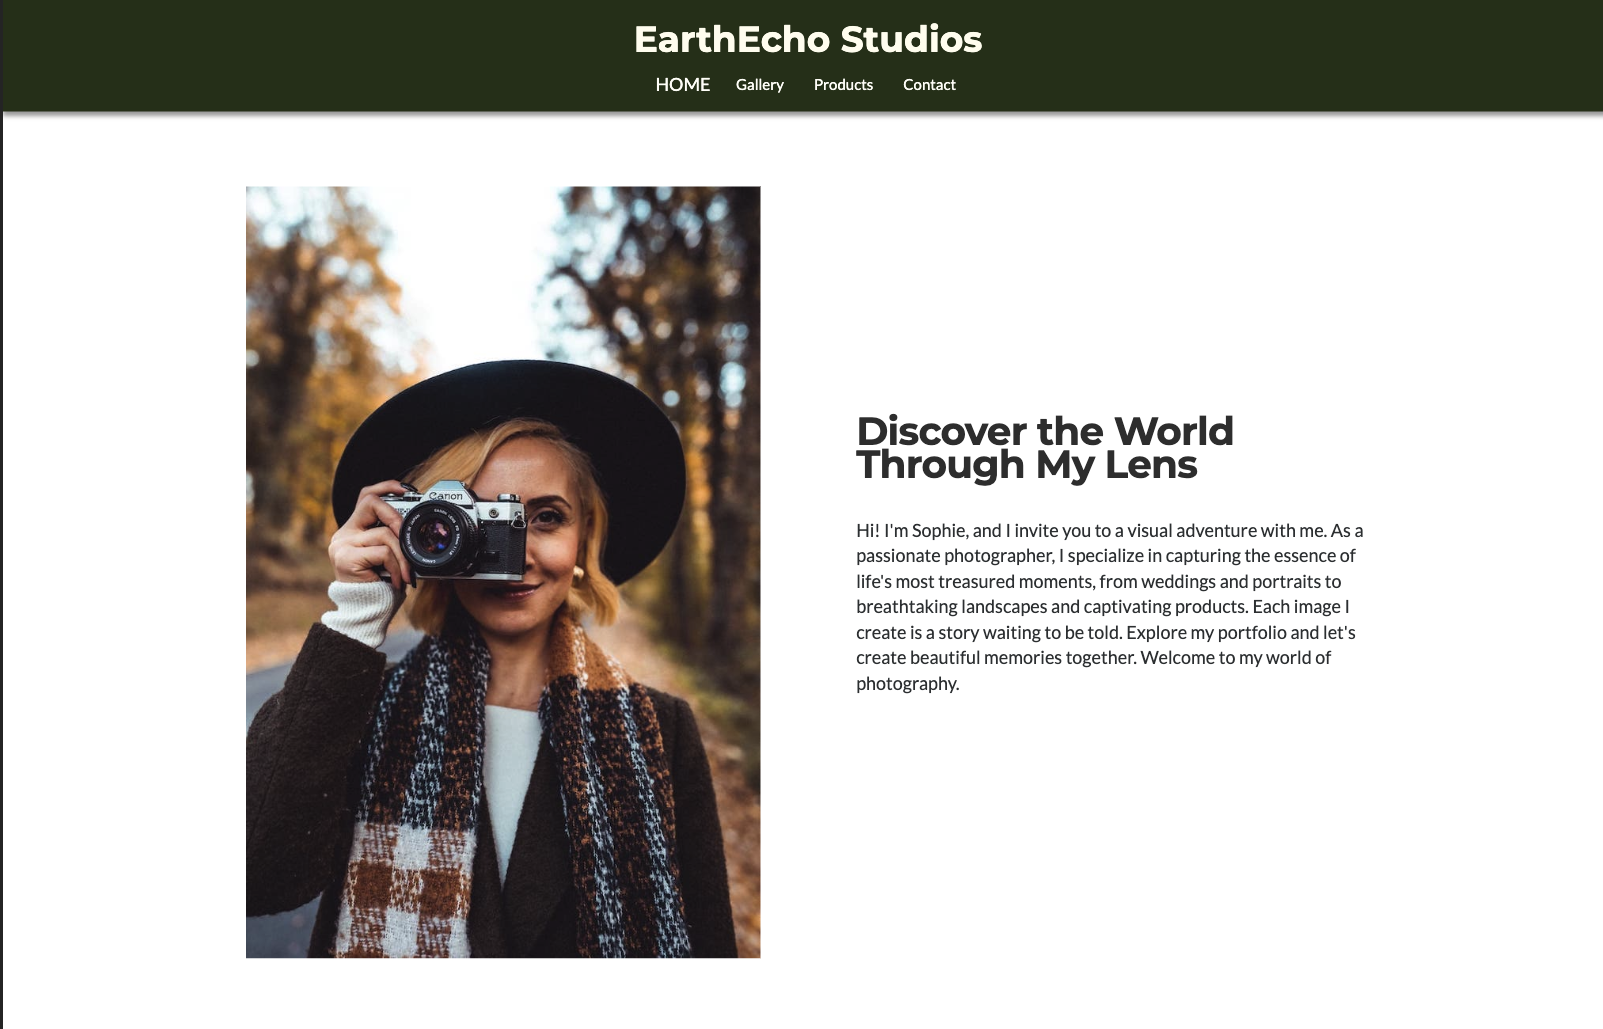 EarthEcho Studios
HOME Gallery Products Contact
Canon
Discover the World
Through My Lens
Hi! I'm Sophie, and I invite you to a visual adventure with me. As a
passionate photographer, I specialize in capturing the essence of
life's most treasured moments, from weddings and portraits to
breathtaking landscapes and captivating products. Each image I
create is a story waiting to be told. Explore my portfolio and let's
create beautiful memories together. Welcome to my world of
photography.